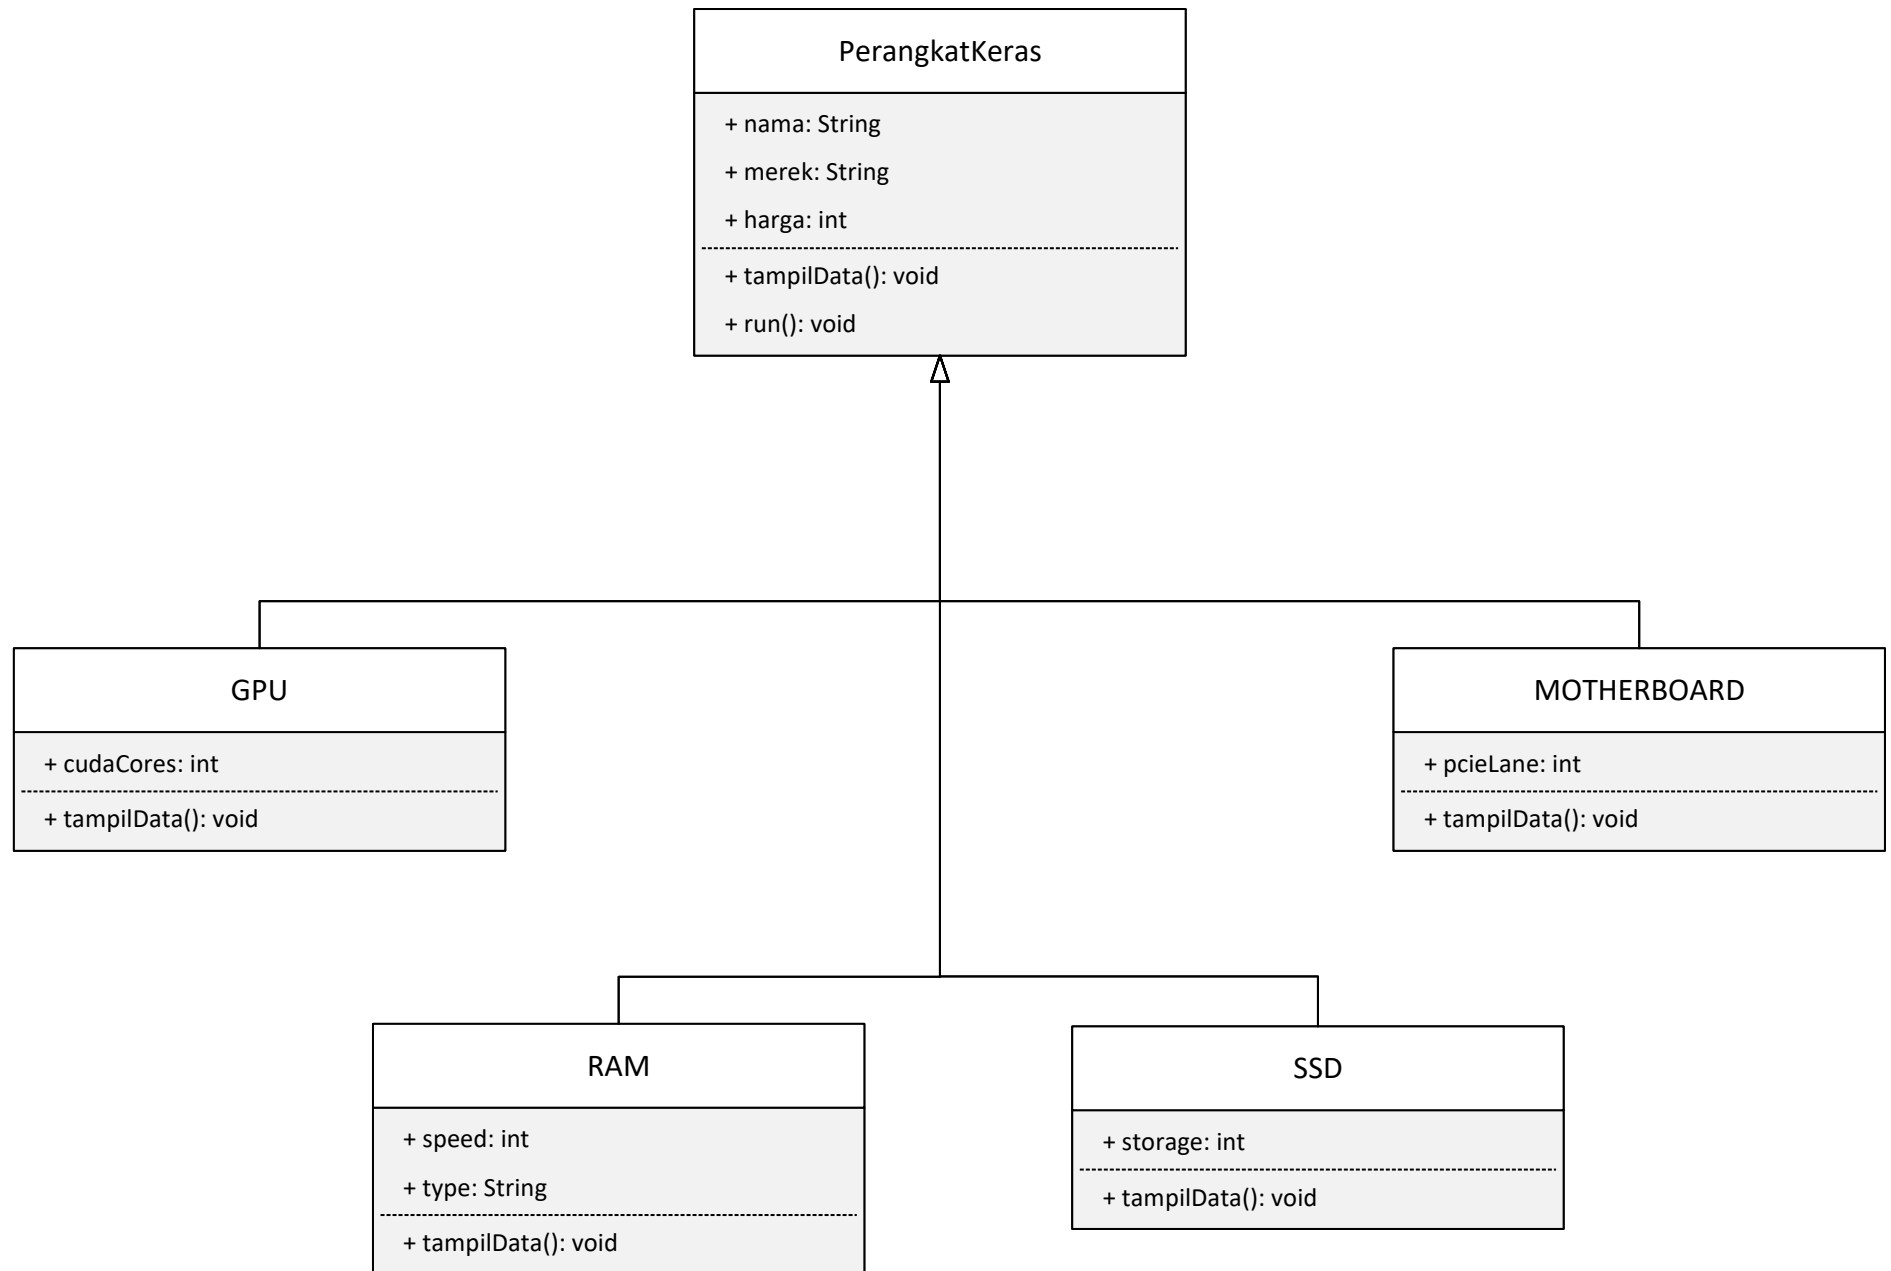 PerangkatKeras
+ nama: String
+ merek: String
+ harga: int
+ tampilData(): void
+ run(): void
GPU
+ cudaCores: int
+ tampilData(): void
MOTHERBOARD
+ pcieLane: int
+ tampilData(): void
RAM
+ speed: int
+ type: String
+ tampilData(): void
SSD
+ storage: int
+ tampilData(): void